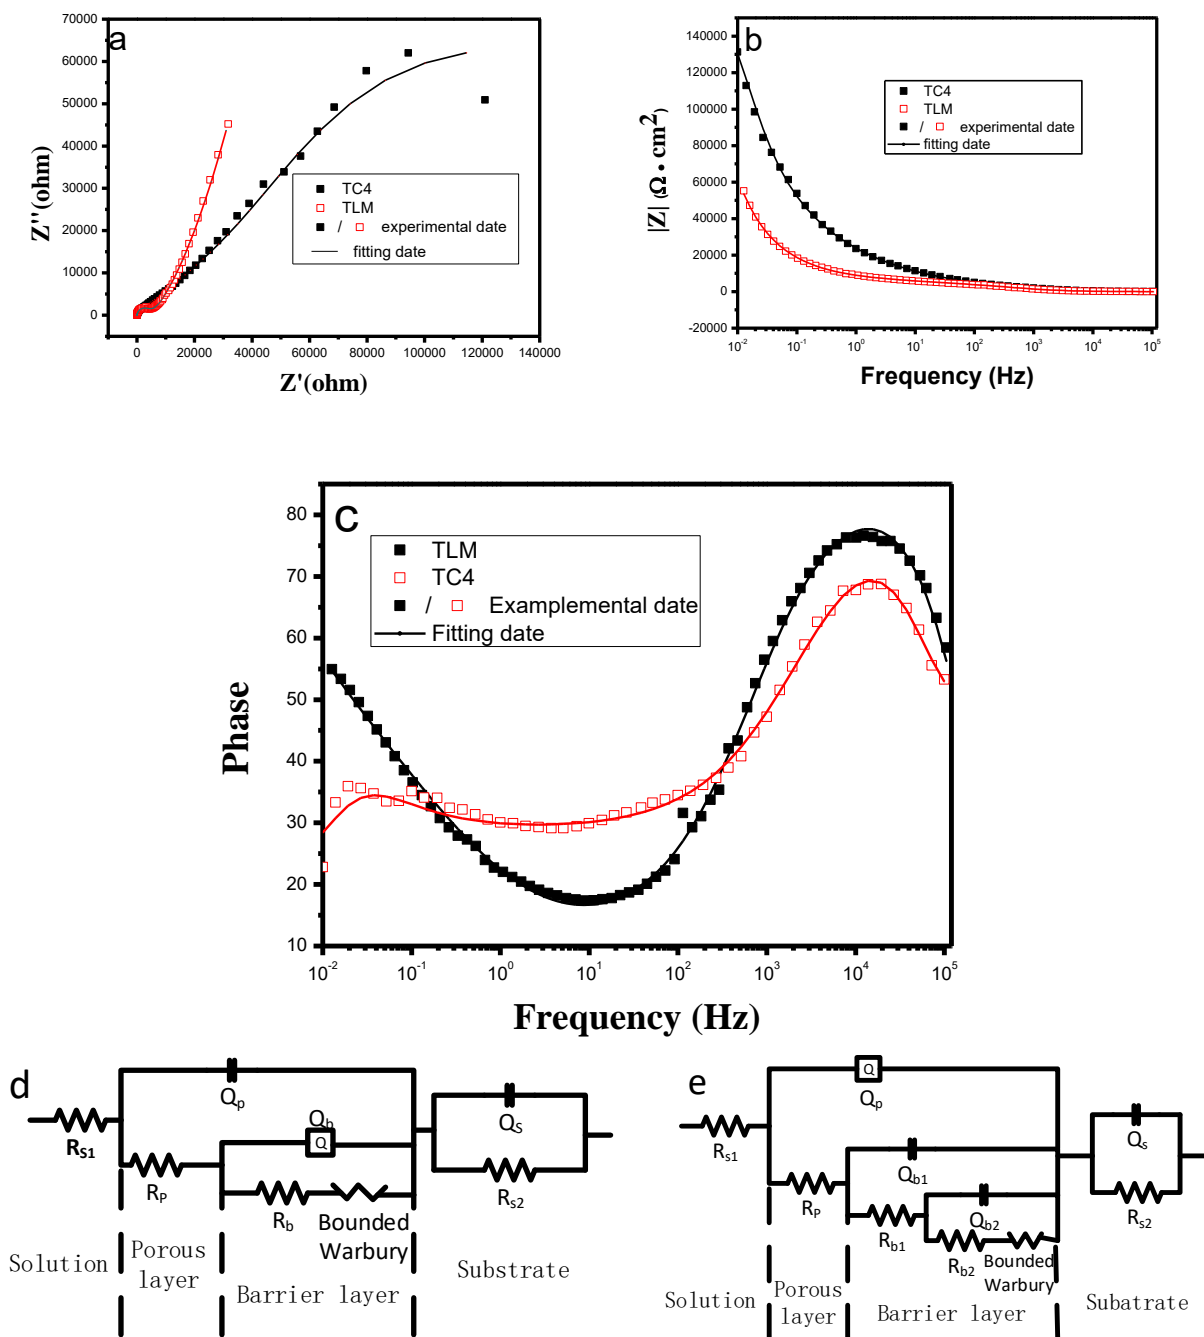 a
70000
60000
50000
40000
30000
20000
10000
0
Z''(ohm)
TC4
TLM
/ experimental date
fitting date
0 20000 40000 60000 80000 100000 120000 140000
Z'(ohm)
b
140000
120000
100000
80000
60000
40000
20000
0
-20000
|Z| (Ω·cm²)
TC4
TLM
/ experimental date
fitting date
10⁻² 10⁻¹ 10⁰ 10¹ 10² 10³ 10⁴ 10⁵
Frequency (Hz)
c
80
70
60
50
40
30
20
10
Phase
TLM
TC4
/ Examplemental date
Fitting date
10⁻² 10⁻¹ 10⁰ 10¹ 10² 10³ 10⁴ 10⁵
Frequency (Hz)
d
Qp
Qb
Q
Qs
Rs1
Rp
Rb
Bounded
Warbury
Rs2
Solution
Porous
layer
Barrier layer
Substrate
e
Q
Qp
Rs1
Qb1
Qs
Rp
Rb1
Qb2
Rb2
Bounded
Warbury
Rs2
Solution
Porous
layer
Barrier layer
Subatrate